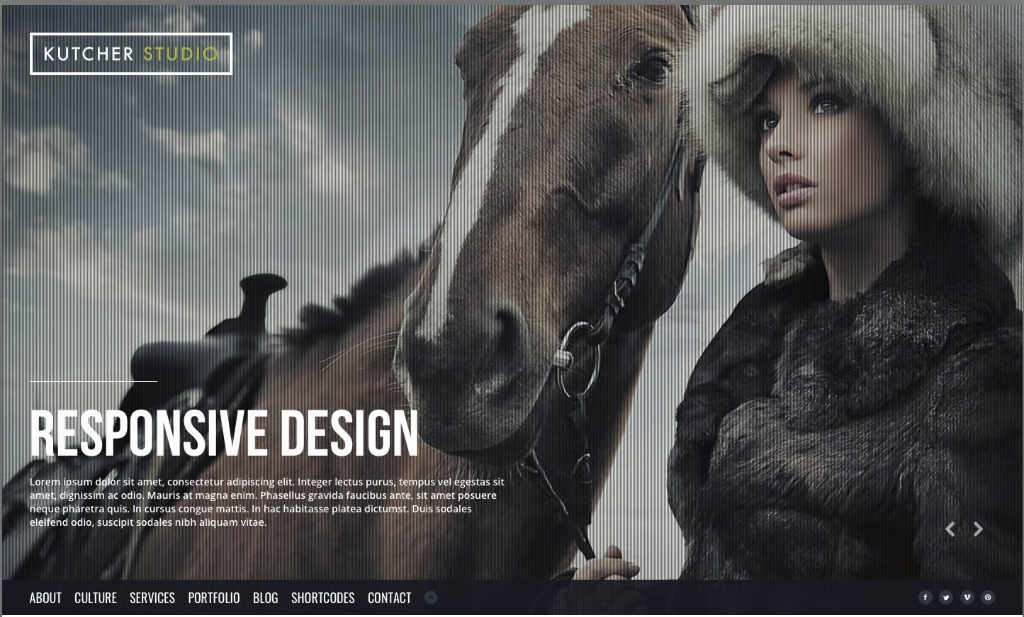 KUTCHER STUDIO
RESPONSIVE DESIGN
Lorem ipsum dolor sit amet, consectetur adipiscing elit. Integer lectus purus, tempus vel egestas sit
amet, dignissim ac odio. Mauris at magna enim. Phasellus gravida faucibus ante, sit amet posuere
neque pharetra quis. In cursus congue mattis. In hac habitasse platea dictumst. Duis sodales
eleifend odio, suscipit sodales nibh aliquam vitae.
ABOUT CULTURE SERVICES PORTFOLIO BLOG SHORTCODES CONTACT